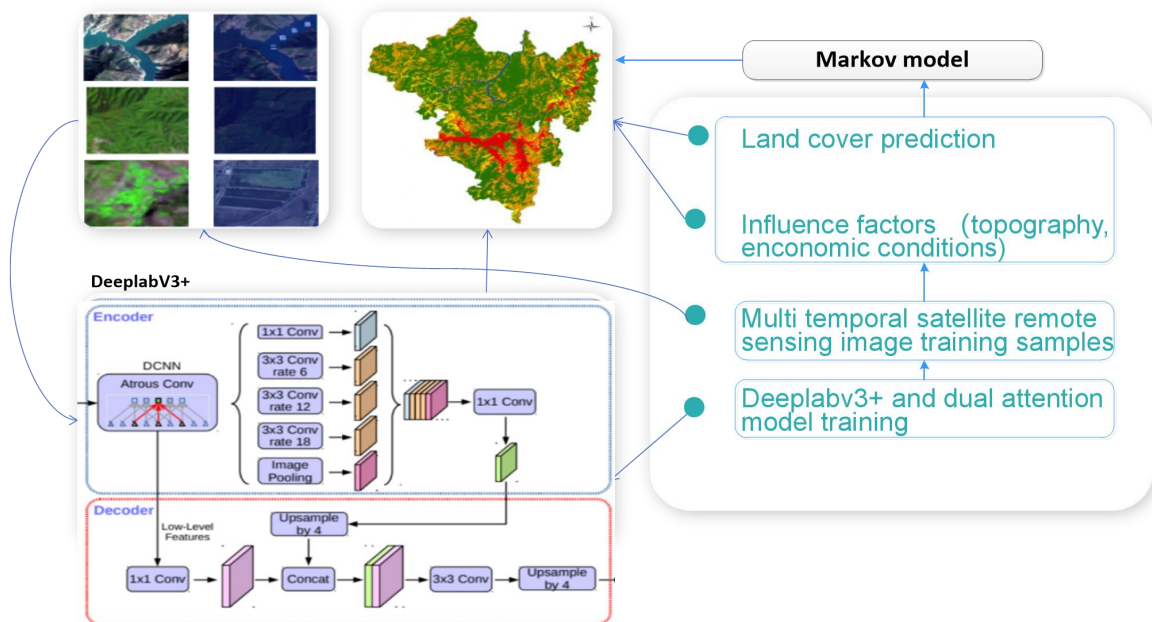 Markov model
Land cover prediction
Influence factors (topography,
enconomic conditions)
Multi temporal satellite remote
sensing image training samples
Deeplabv3+ and dual attention
model training
DeeplabV3+
Encoder
DCNN
Atrous Conv
1x1 Conv
3x3 Conv
rate 6
3x3 Conv
rate 12
3x3 Conv
rate 18
Image
Pooling
1x1 Conv
Decoder
Low-Level
Features
Upsample
by 4
1x1 Conv
Concat
3x3 Conv
Upsample
by 4